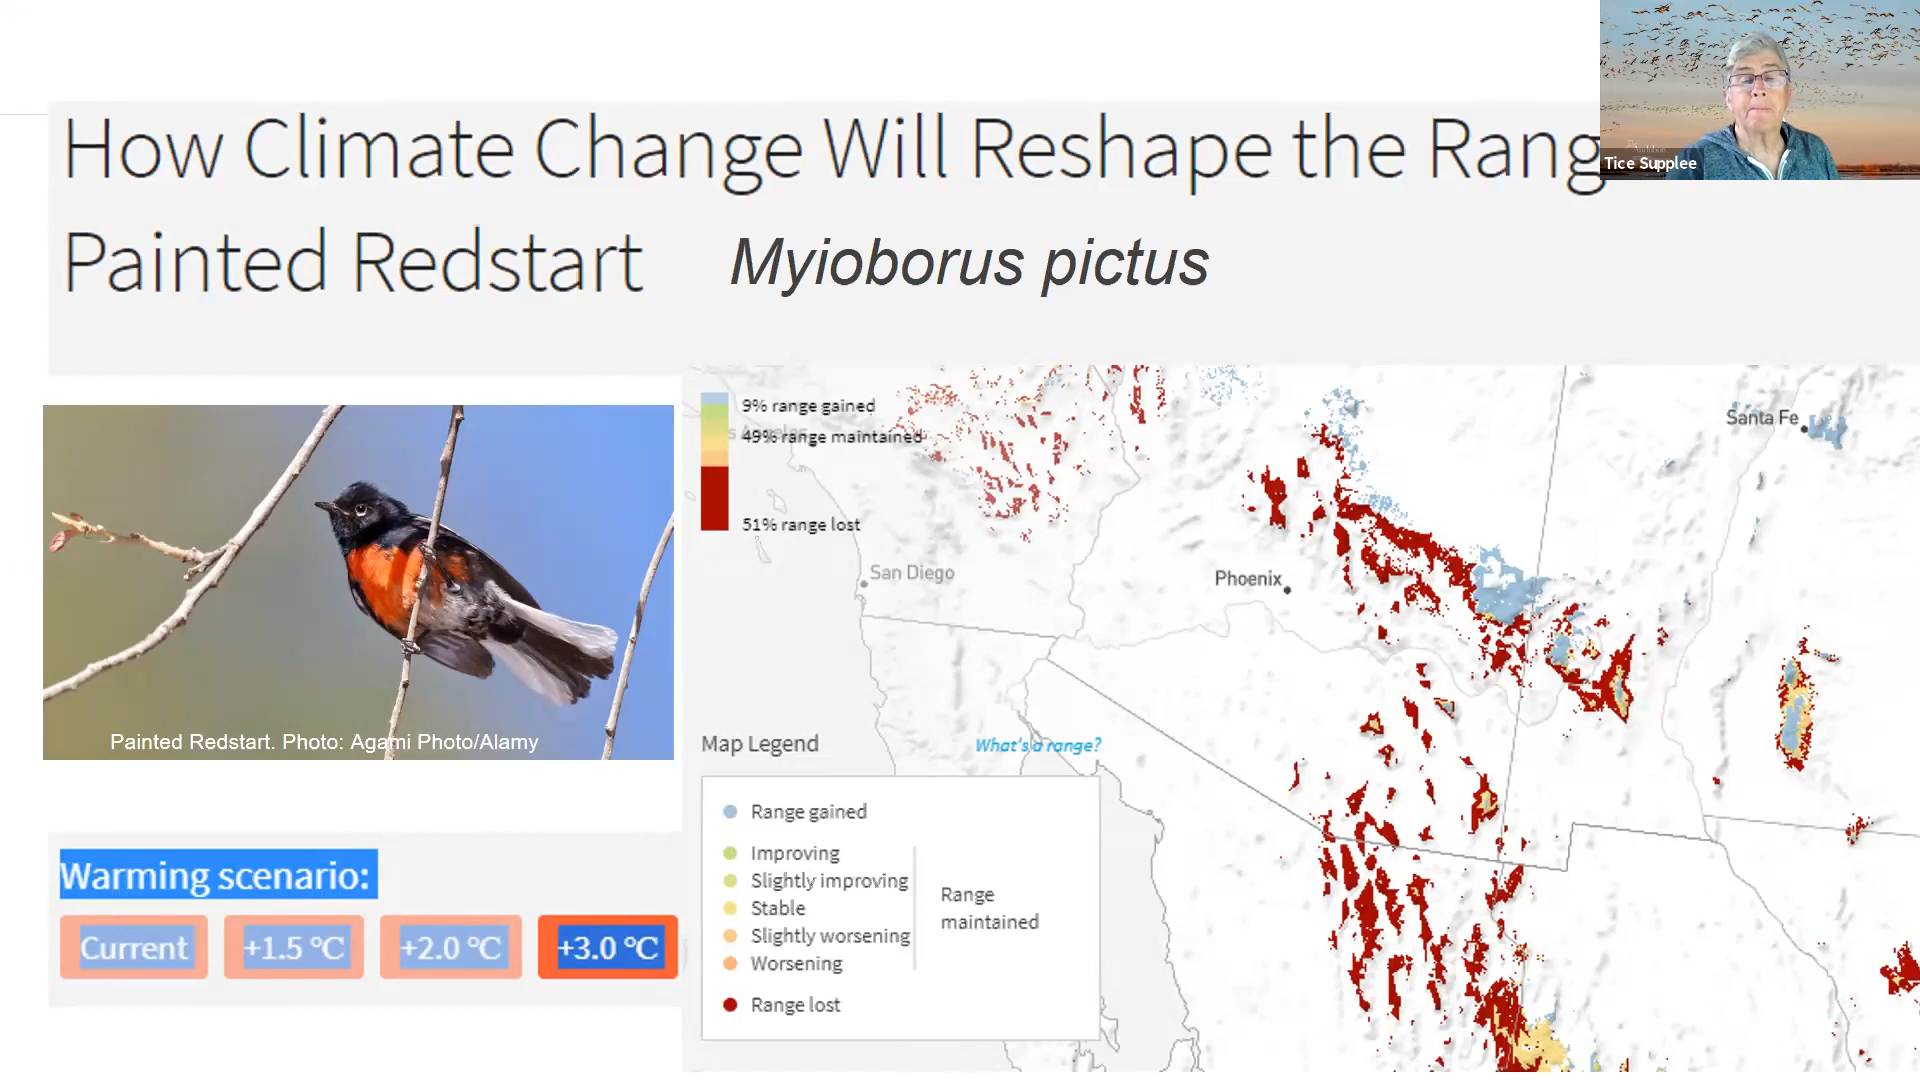 How Climate Change Will Reshape the Rang
Tice Supplee
Painted Redstart
Myioborus pictus
Painted Redstart. Photo: Agami Photo/Alamy
Warming scenario:
Current
+1.5 °C
+2.0 °C
+3.0 °C
9% range gained
49% range maintained
51% range lost
San Diego
Phoenix
Santa Fe
Map Legend
What's a range?
Range gained
Improving
Slightly improving
Stable
Slightly worsening
Worsening
Range
maintained
Range lost